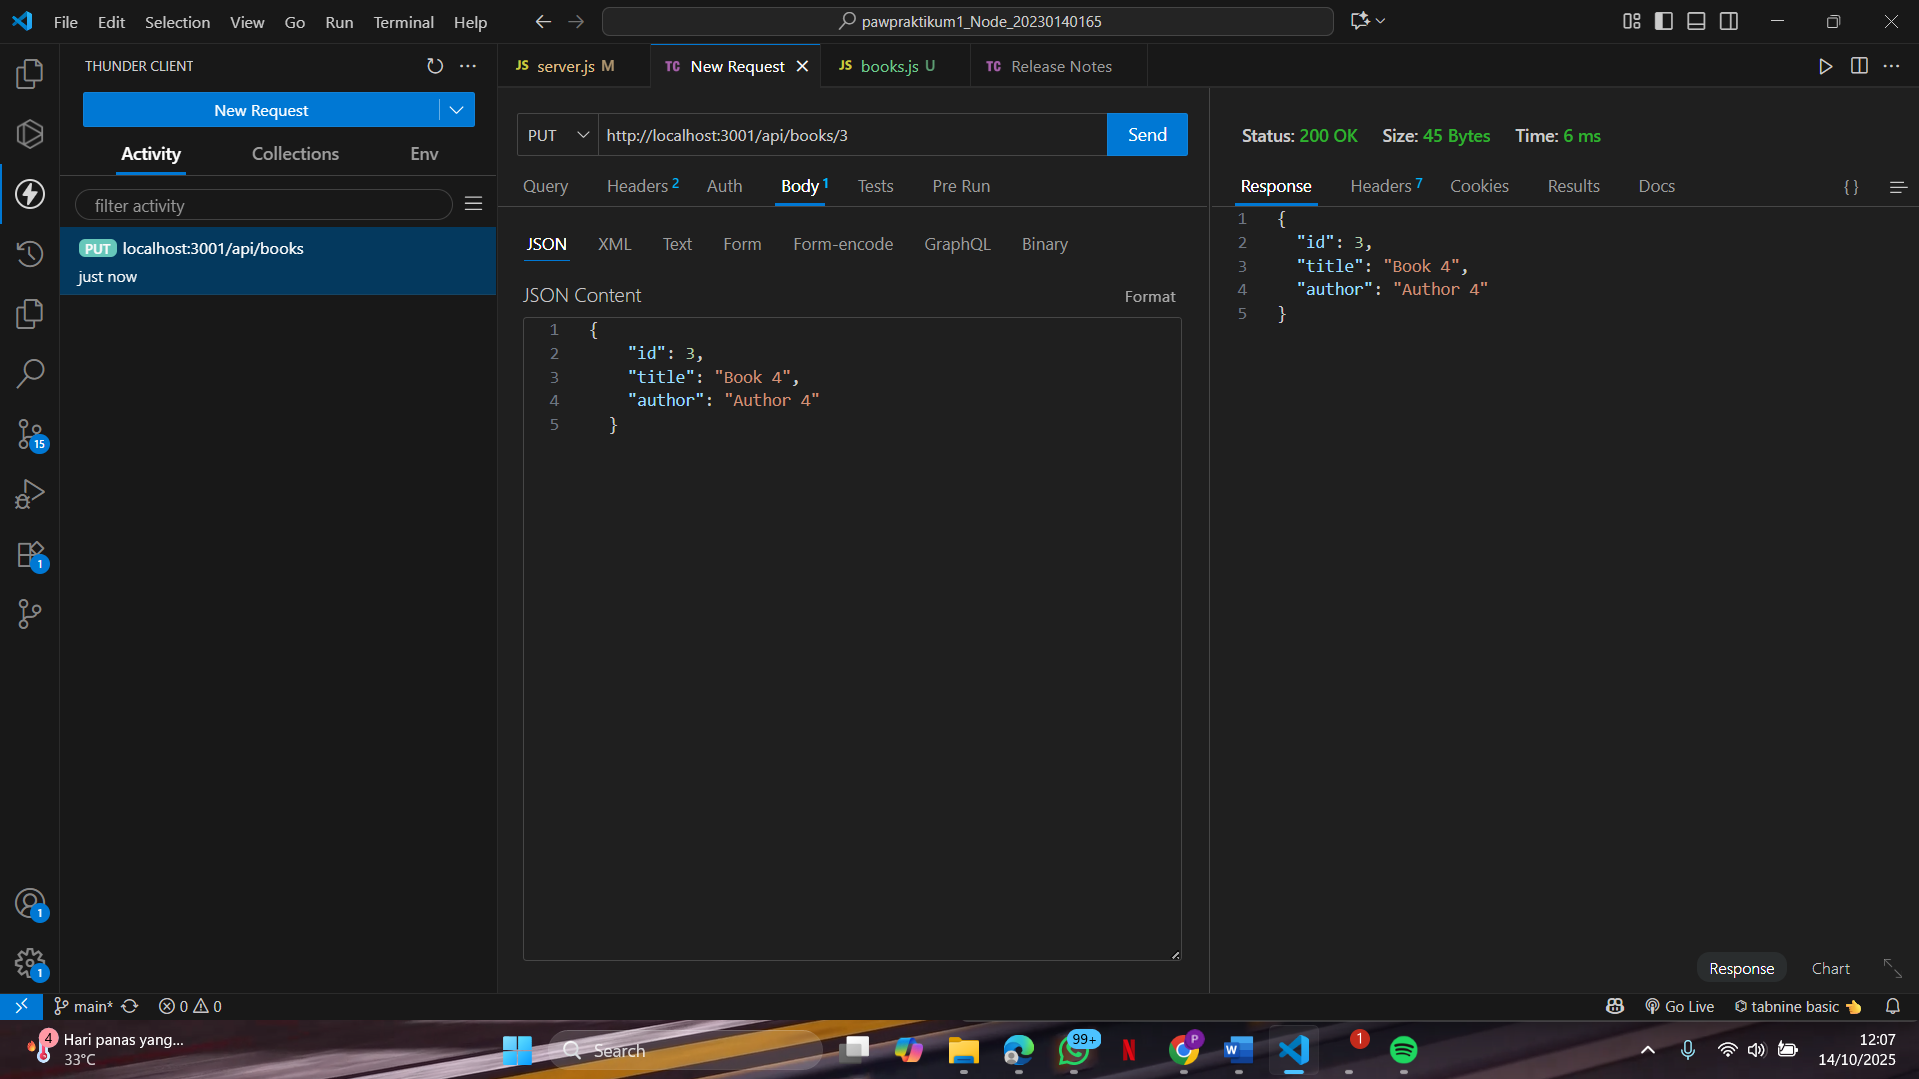 File Edit Selection View Go Run Terminal Help
pawpraktikum1_Node_20230140165
THUNDER CLIENT
New Request
Activity Collections Env
filter activity
PUT localhost:3001/api/books
just now
JS server.js M
TC New Request
JS books.js U
TC Release Notes
PUT http://localhost:3001/api/books/3 Send
Query Headers 2 Auth Body 1 Tests Pre Run
JSON XML Text Form Form-encode GraphQL Binary
JSON Content Format
1 {
2 "id": 3,
3 "title": "Book 4",
4 "author": "Author 4"
5 }
Status: 200 OK Size: 45 Bytes Time: 6 ms
Response Headers 7 Cookies Results Docs { }
1 {
2 "id": 3,
3 "title": "Book 4",
4 "author": "Author 4"
5 }
Response Chart
15
1
1
1
main* 0 0
Go Live tabnine basic
4
Hari panas yang...
33°C
Search
99+
N
P
W
1
12:07
14/10/2025